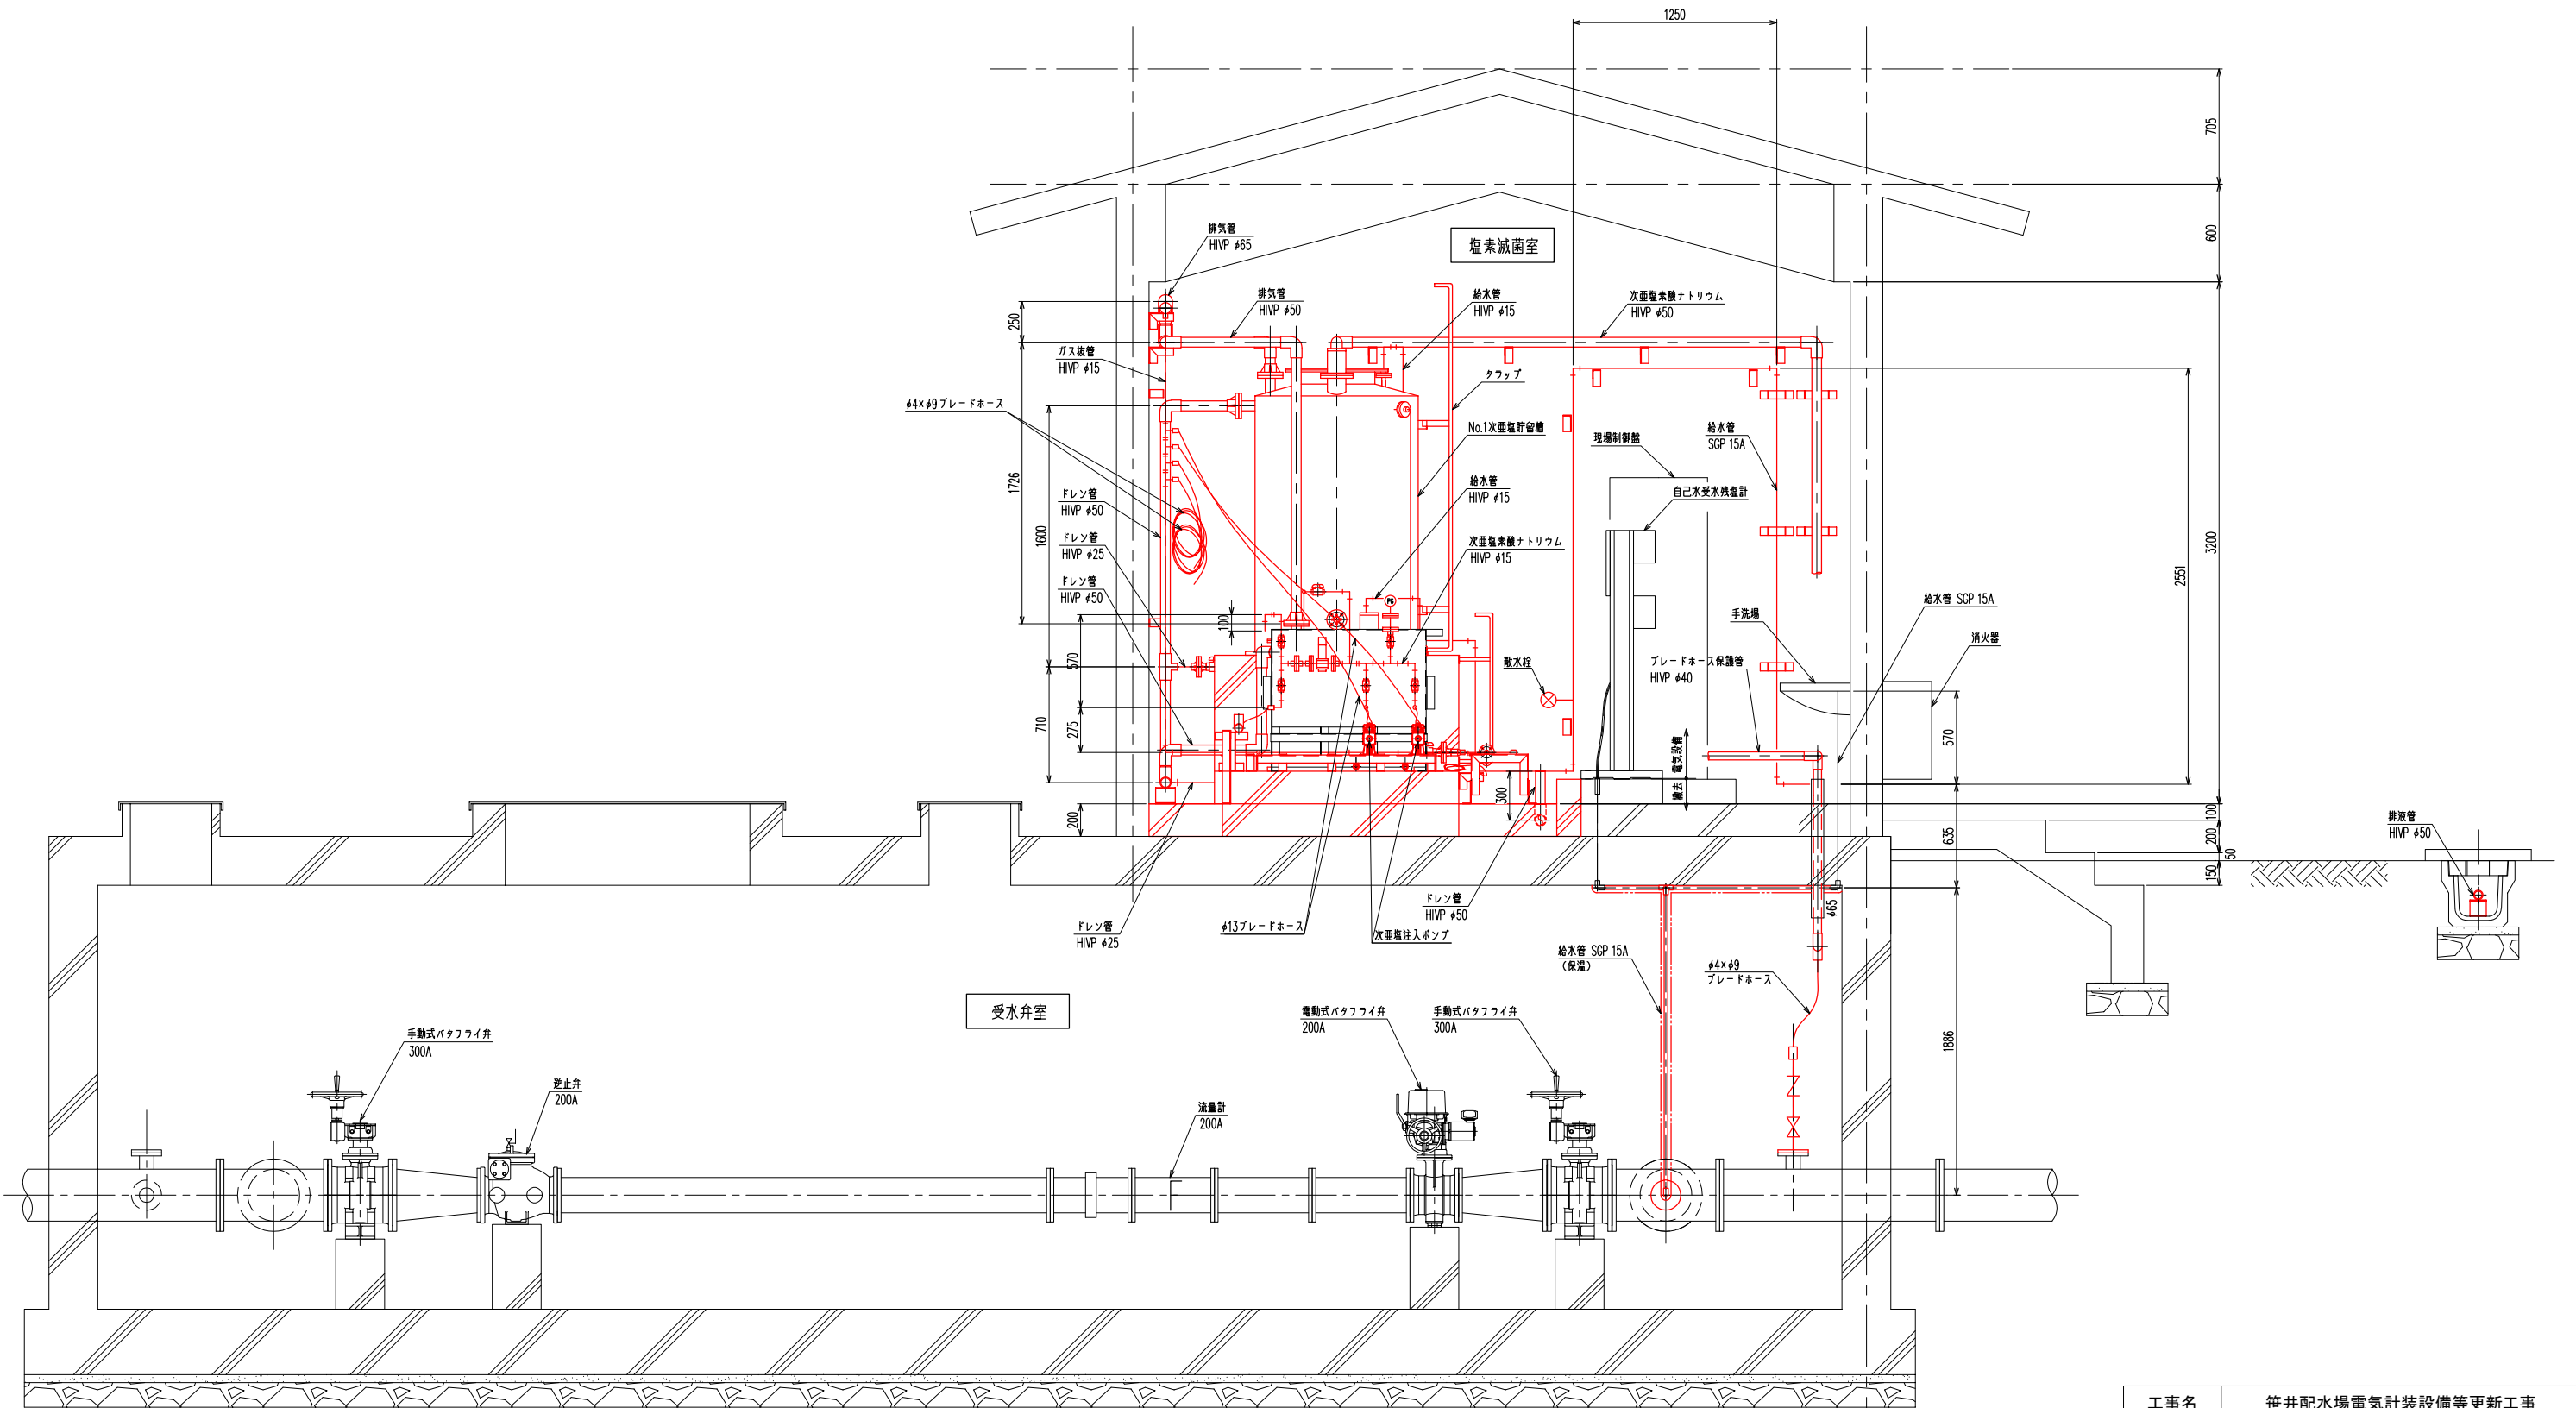 1250
705
600
3200
2551
塩素滅菌室
排気管
HIVP φ65
排気管
HIVP φ50
給水管
HIVP φ15
次亜塩素酸ナトリウム
HIVP φ50
250
ガス抜管
HIVP φ15
タラップ
φ4×φ9ブレードホース
No.1次亜塩貯留槽
現場制御盤
給水管
SGP 15A
1726
1600
ドレン管
HIVP φ50
給水管
HIVP φ15
自己水受水残塩計
ドレン管
HIVP φ25
次亜塩素酸ナトリウム
HIVP φ15
ドレン管
HIVP φ50
PG
100
570
手洗場
給水管 SGP 15A
消火器
散水栓
ブレードホース保護管
HIVP φ40
710
275
570
電気設備
撤去
300
200
635
100
200
50
150
排液管
HIVP φ50
ドレン管
HIVP φ25
φ13ブレードホース
次亜塩注入ポンプ
ドレン管
HIVP φ50
φ65
給水管 SGP 15A
(保温)
φ4×φ9
ブレードホース
1886
受水弁室
手動式バタフライ弁
300A
逆止弁
200A
流量計
200A
電動式バタフライ弁
200A
手動式バタフライ弁
300A
工事名 笹井配水場電気計装設備等更新工事